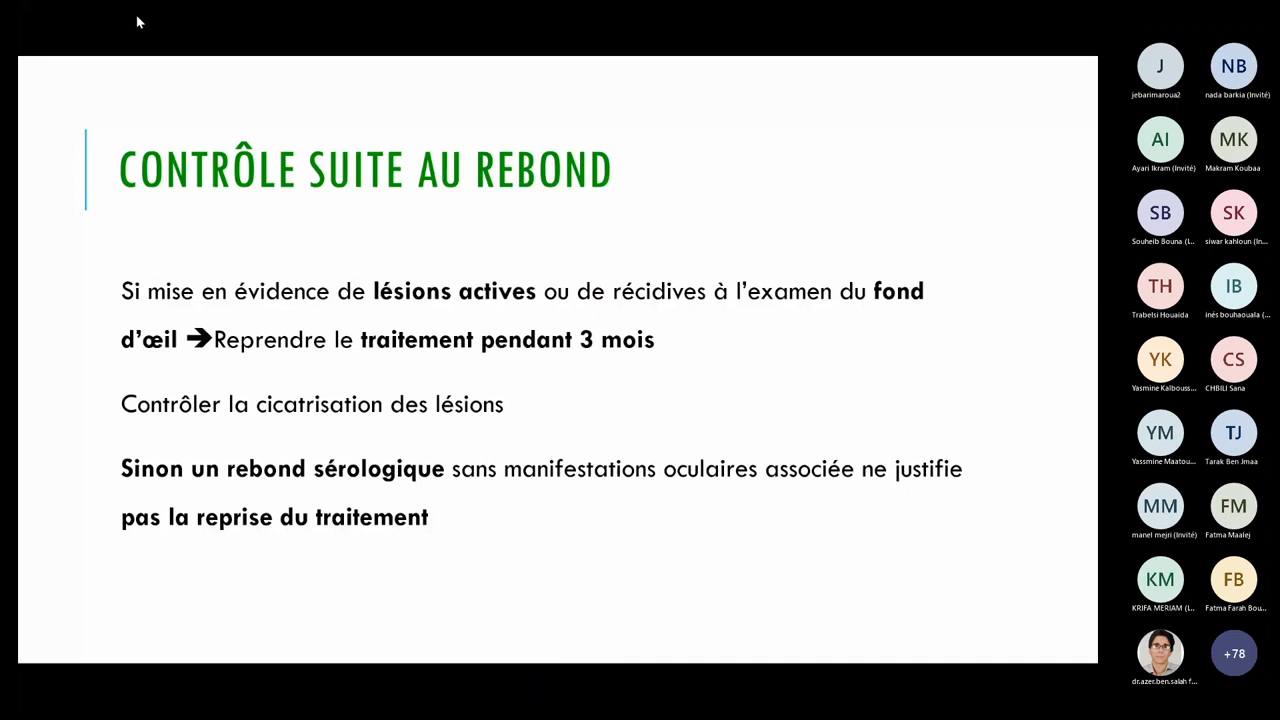 CONTRÔLE SUITE AU REBOND
Si mise en évidence de lésions actives ou de récidives à l’examen du fond
d’œil ➔Reprendre le traitement pendant 3 mois
Contrôler la cicatrisation des lésions
Sinon un rebond sérologique sans manifestations oculaires associée ne justifie
pas la reprise du traitement
J NB
jebarimaroua2 nada barkia (Invité)
AI MK
Ayari Ikram (Invité) Makram Koubaa
SB SK
Souheib Bouna (I... siwar kahloun (In...
TH IB
Trabelsi Houaida inés bouhaouala (...
YK CS
Yasmine Kalbouss... CHBILI Sana
YM TJ
Yassmine Maatou... Tarak Ben Jmaa
MM FM
manel mejri (Invité) Fatma Maalej
KM FB
KRIFA MERIAM (I... Fatma Farah Bou...
+78
dr.azer.ben.salah f...